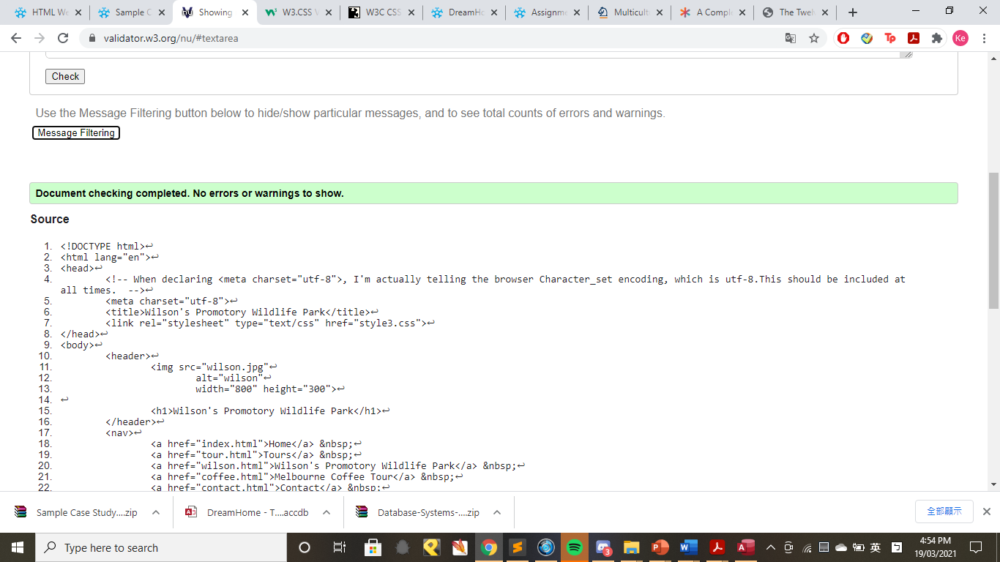 HTML We
Sample C
Showing
W3.CSS V
W3C CSS
DreamHo
Assignme
Multicult
A Comple
The Twel
validator.w3.org/nu/#textarea
Ke
Check
Use the Message Filtering button below to hide/show particular messages, and to see total counts of errors and warnings.
Message Filtering
Document checking completed. No errors or warnings to show.
Source
1. <!DOCTYPE html>↩
2. <html lang="en">↩
3. <head>↩
4. <!-- When declaring <meta charset="utf-8">, I'm actually telling the browser Character_set encoding, which is utf-8.This should be included at
all times.  -->↩
5. <meta charset="utf-8">↩
6. <title>Wilson's Promotory Wildlife Park</title>↩
7. <link rel="stylesheet" type="text/css" href="style3.css">↩
8. </head>↩
9. <body>↩
10. <header>↩
11. <img src="wilson.jpg"↩
12. alt="wilson"↩
13. width="800" height="300">↩
14. ↩
15. <h1>Wilson's Promotory Wildlife Park</h1>↩
16. </header>↩
17. <nav>↩
18. <a href="index.html">Home</a> &nbsp;↩
19. <a href="tour.html">Tours</a> &nbsp;↩
20. <a href="wilson.html">Wilson's Promotory Wildlife Park</a> &nbsp;↩
21. <a href="coffee.html">Melbourne Coffee Tour</a> &nbsp;↩
22. <a href="contact.html">Contact</a> &nbsp;↩
Sample Case Study....zip
DreamHome - T....accdb
Database-Systems-....zip
全部顯示
Type here to search
3
英
4:54 PM
19/03/2021